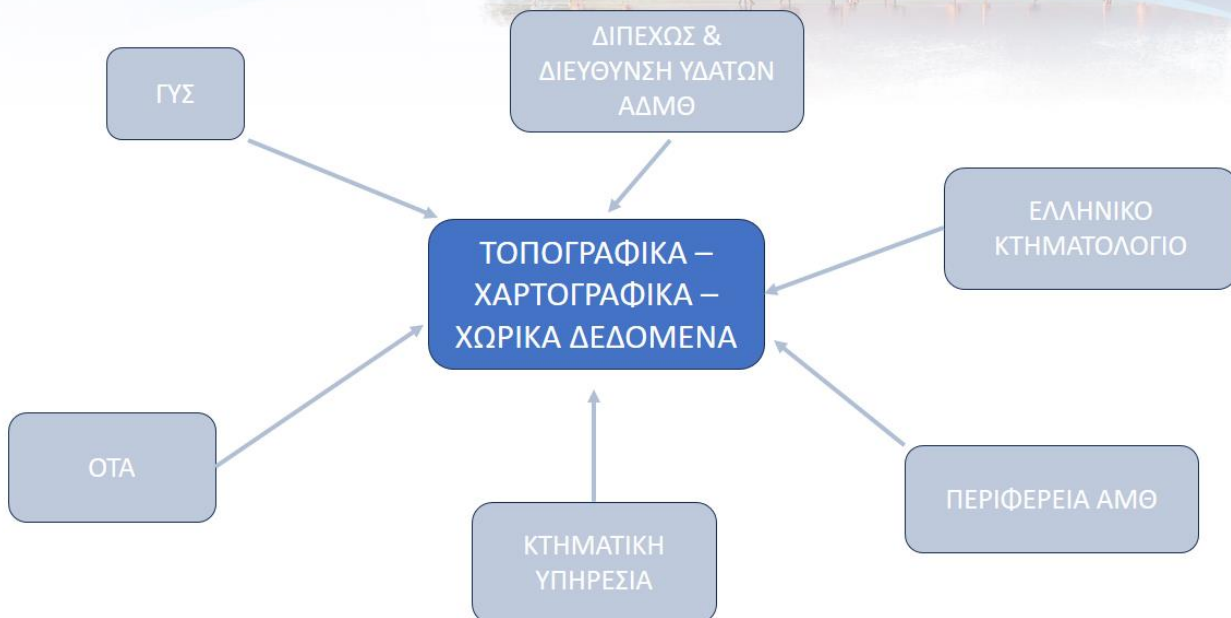 ΔΙΠΕΧΩΣ &
ΔΙΕΥΘΥΝΣΗ ΥΔΑΤΩΝ
ΑΔΜΘ
ΓΥΣ
ΕΛΛΗΝΙΚΟ
ΚΤΗΜΑΤΟΛΟΓΙΟ
ΤΟΠΟΓΡΑΦΙΚΑ –
ΧΑΡΤΟΓΡΑΦΙΚΑ –
ΧΩΡΙΚΑ ΔΕΔΟΜΕΝΑ
ΟΤΑ
ΠΕΡΙΦΕΡΕΙΑ ΑΜΘ
ΚΤΗΜΑΤΙΚΗ
ΥΠΗΡΕΣΙΑ